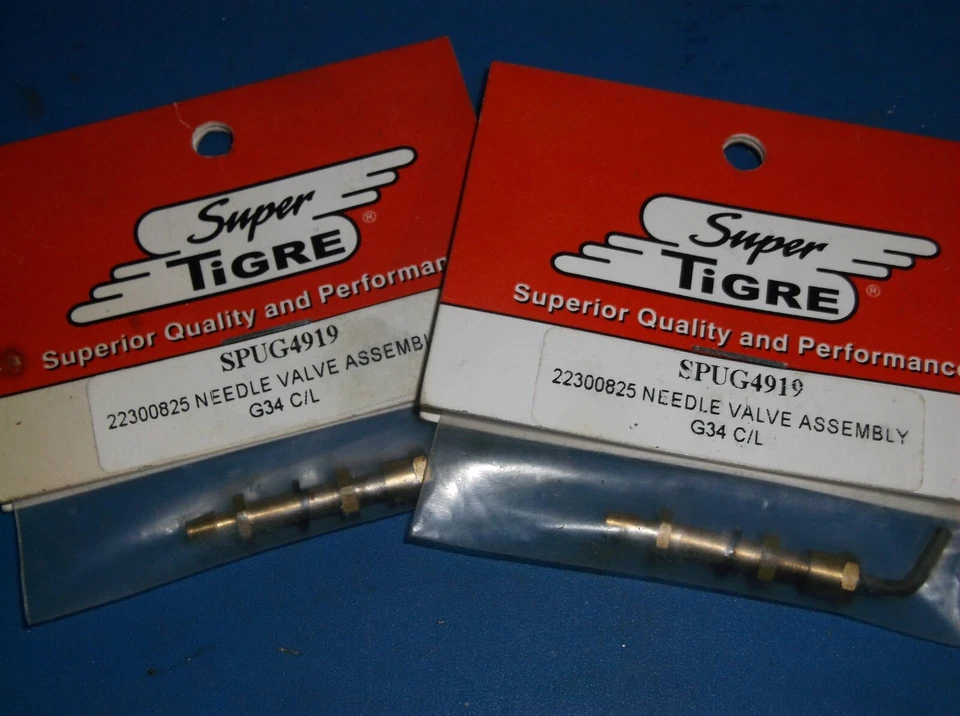 Super
TiGRE
®
Superior Quality and Performan
SPUG4919
22300825 NEEDLE VALVE ASSEMBL
G34 C/L
Super
TiGRE
®
Superior Quality and Performance
SPUG4919
22300825 NEEDLE VALVE ASSEMBLY
G34 C/L